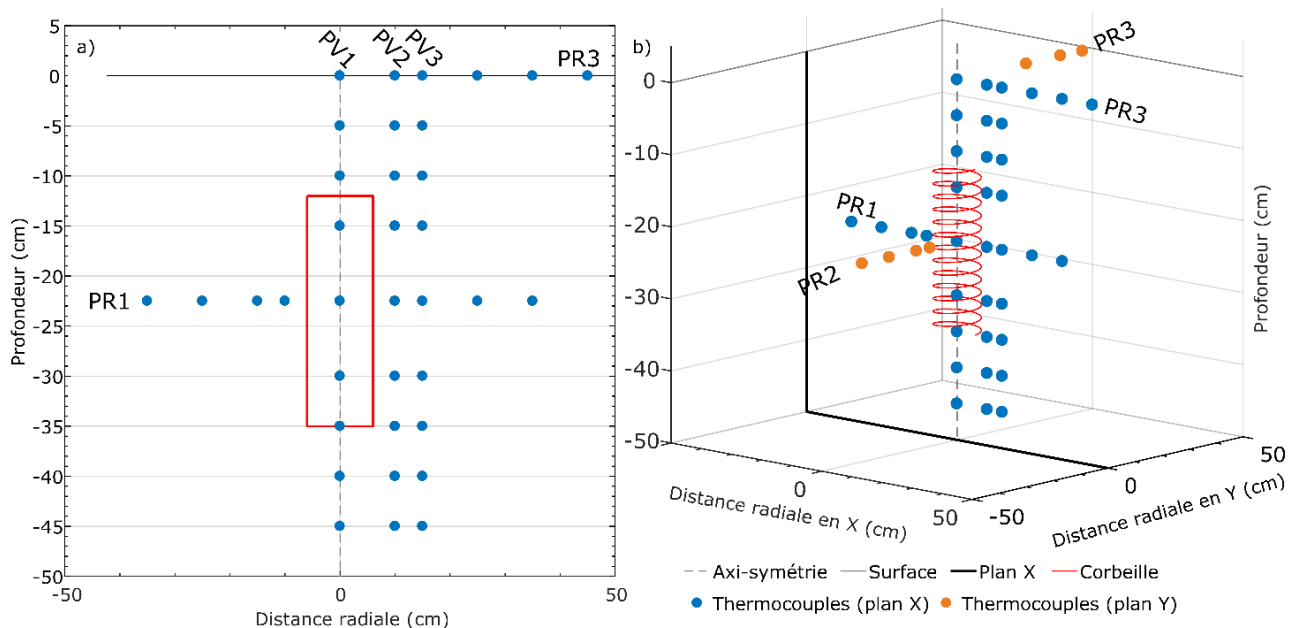 a)
PV1
PV2
PV3
PR3
5
0
-5
-10
-15
-20
-25
-30
-35
-40
-45
-50
PR1
Profondeur (cm)
-50
0
50
Distance radiale (cm)
b)
PR3
PR3
PR1
PR2
0
-10
-20
-30
-40
-50
Profondeur (cm)
0
50
Distance radiale en X (cm)
-50
0
50
Distance radiale en Y (cm)
Axi-symétrie
Surface
Plan X
Corbeille
Thermocouples (plan X)
Thermocouples (plan Y)